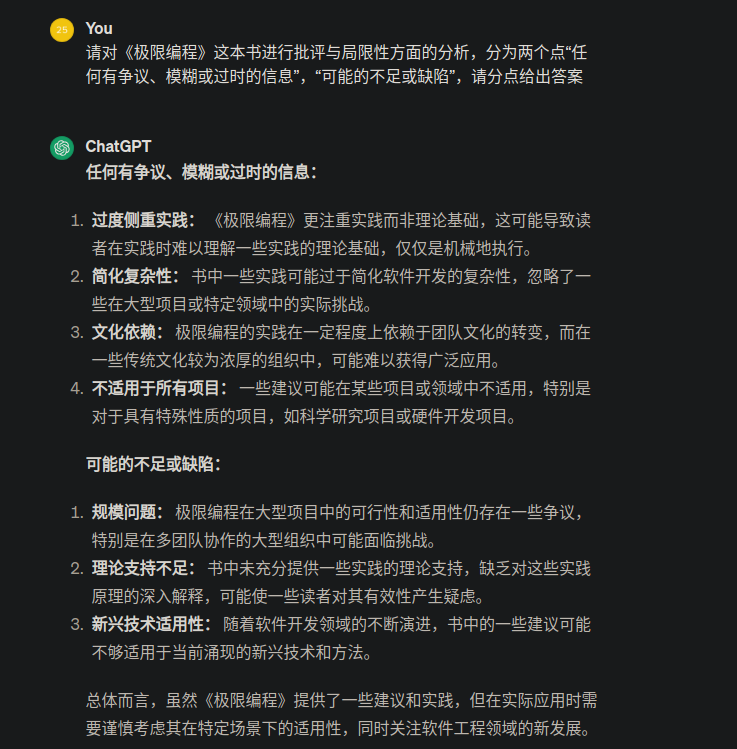 25
You
请对《极限编程》这本书进行批评与局限性方面的分析，分为两个点“任
何有争议、模糊或过时的信息”，“可能的不足或缺陷”，请分点给出答案
ChatGPT
任何有争议、模糊或过时的信息：
1. 过度侧重实践： 《极限编程》更注重实践而非理论基础，这可能导致读
者在实践时难以理解一些实践的理论基础，仅仅是机械地执行。
2. 简化复杂性： 书中一些实践可能过于简化软件开发的复杂性，忽略了一
些在大型项目或特定领域中的实际挑战。
3. 文化依赖： 极限编程的实践在一定程度上依赖于团队文化的转变，而在
一些传统文化较为浓厚的组织中，可能难以获得广泛应用。
4. 不适用于所有项目： 一些建议可能在某些项目或领域中不适用，特别是
对于具有特殊性质的项目，如科学研究项目或硬件开发项目。
可能的不足或缺陷：
1. 规模问题： 极限编程在大型项目中的可行性和适用性仍存在一些争议，
特别是在多团队协作的大型组织中可能面临挑战。
2. 理论支持不足： 书中未充分提供一些实践的理论支持，缺乏对这些实践
原理的深入解释，可能使一些读者对其有效性产生疑虑。
3. 新兴技术适用性： 随着软件开发领域的不断演进，书中的一些建议可能
不够适用于当前涌现的新兴技术和方法。
总体而言，虽然《极限编程》提供了一些建议和实践，但在实际应用时需
要谨慎考虑其在特定场景下的适用性，同时关注软件工程领域的新发展。